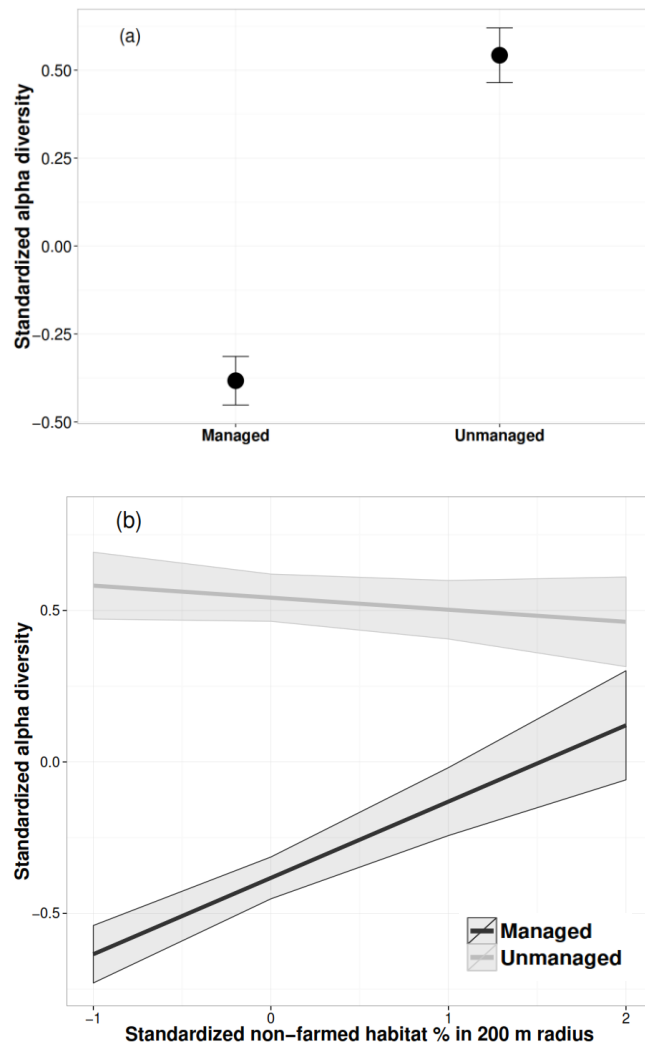 (a)
Standardized alpha diversity
0.50
0.25
0.00
−0.25
−0.50
Managed Unmanaged
(b)
Standardized alpha diversity
0.5
0.0
−0.5
Managed
Unmanaged
−1 0 1 2
Standardized non−farmed habitat % in 200 m radius